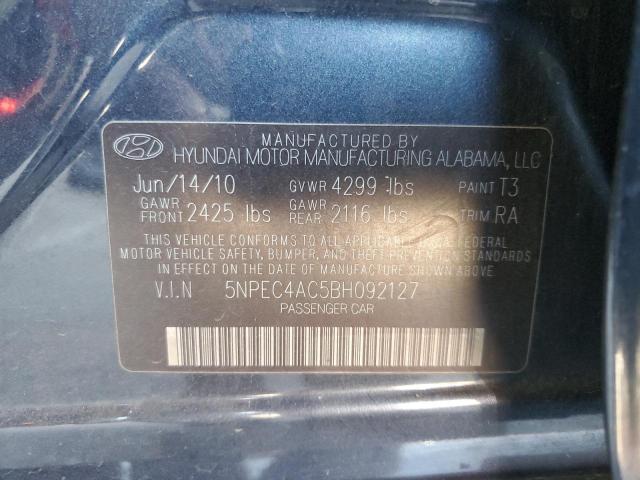 MANUFACTURED BY
HYUNDAI MOTOR MANUFACTURING ALABAMA, LLC
Jun/14/10 GVWR 4299 lbs PAINT T3
GAWR FRONT 2425 lbs GAWR REAR 2116 lbs TRIM RA
THIS VEHICLE CONFORMS TO ALL APPLICABLE U.S.A. FEDERAL
MOTOR VEHICLE SAFETY, BUMPER, AND THEFT PREVENTION STANDARDS
IN EFFECT ON THE DATE OF MANUFACTURE SHOWN ABOVE.
V.I.N 5NPEC4AC5BH092127
PASSENGER CAR